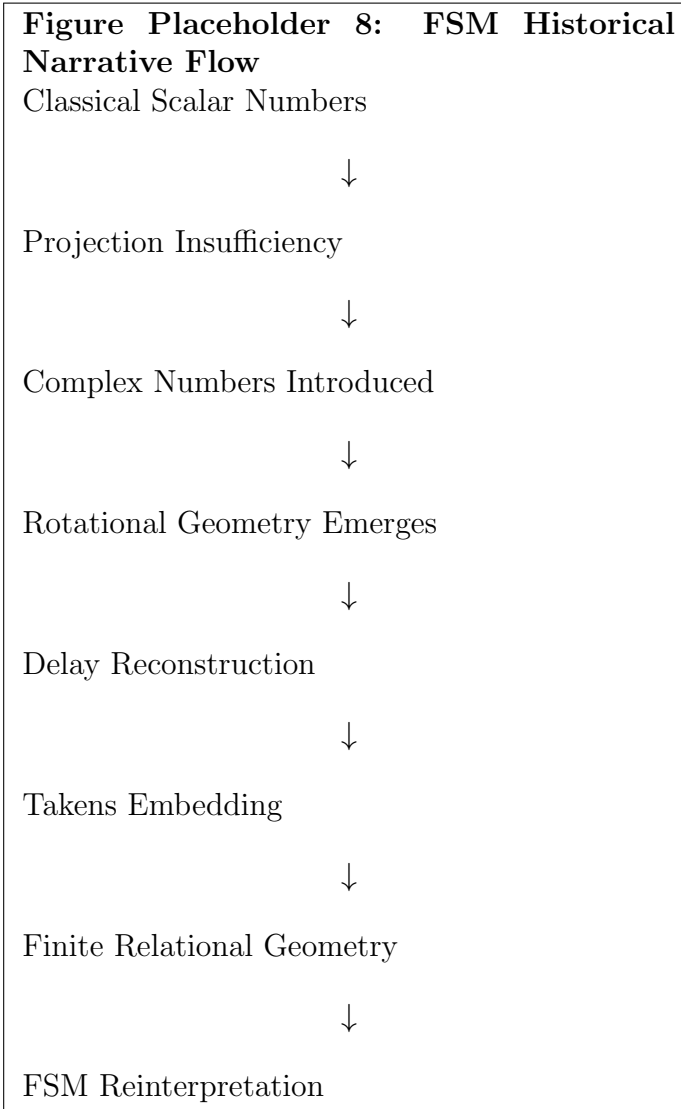 Figure Placeholder 8: FSM Historical
Narrative Flow
Classical Scalar Numbers
↓
Projection Insufficiency
↓
Complex Numbers Introduced
↓
Rotational Geometry Emerges
↓
Delay Reconstruction
↓
Takens Embedding
↓
Finite Relational Geometry
↓
FSM Reinterpretation